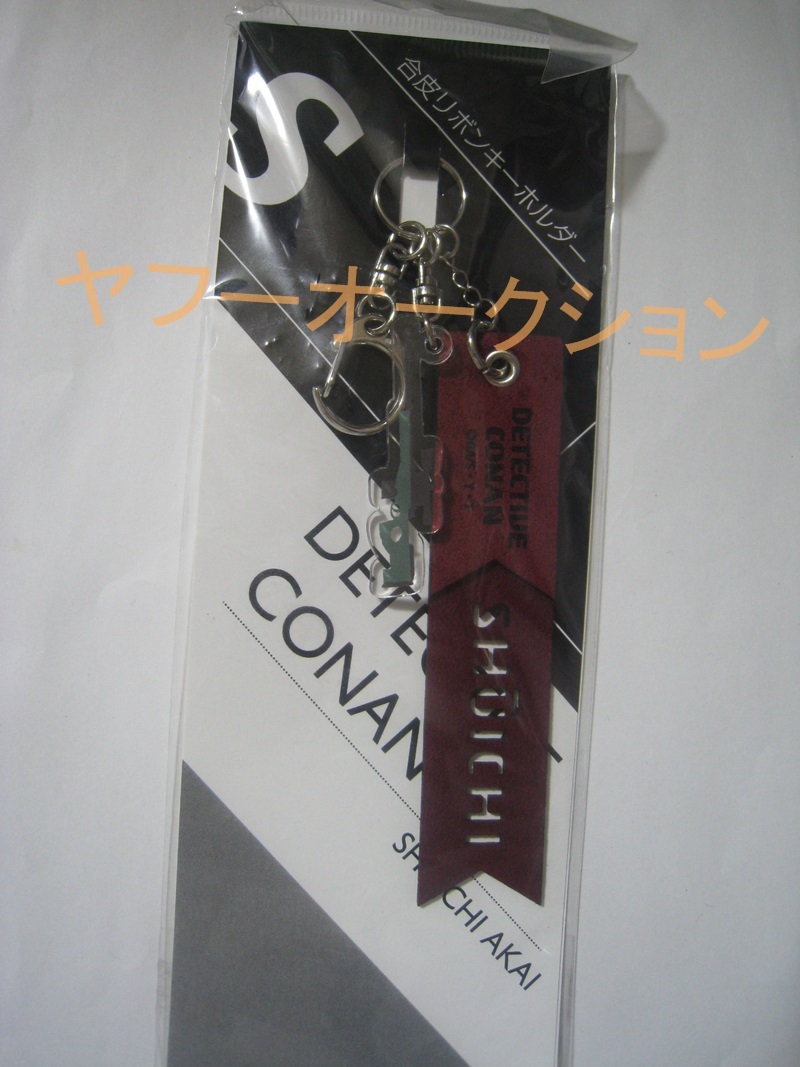 S
合皮リボンキーホルダー
ヤフーオークション
DETECTIVE
CONAN
SHŪICHI
DETEC
CONAN
SH CHI AKAI